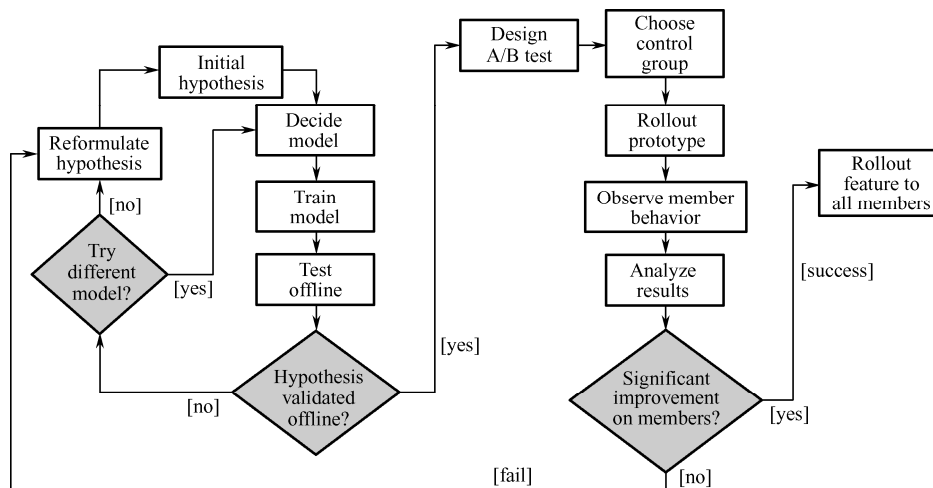 Initial
hypothesis
Reformulate
hypothesis
Decide
model
Train
model
Test
offline
Hypothesis
validated
offline?
[no]
[yes]
Try
different
model?
[no]
[yes]
Design
A/B test
Choose
control
group
Rollout
prototype
Observe member
behavior
Analyze
results
Significant
improvement
on members?
[yes]
[success]
Rollout
feature to
all members
[no]
[fail]